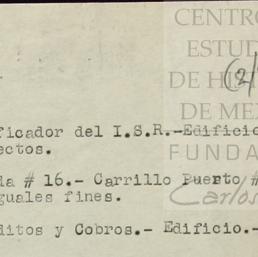 CENTRO
ESTUD
(2/
DE HI
DE ME
ficador del I.S.R.-Edificio
ectos.
FUNDA
da # 16.- Carrillo Puerto #
guales fines.
Carlos
ditos y Cobros.- Edificio.-